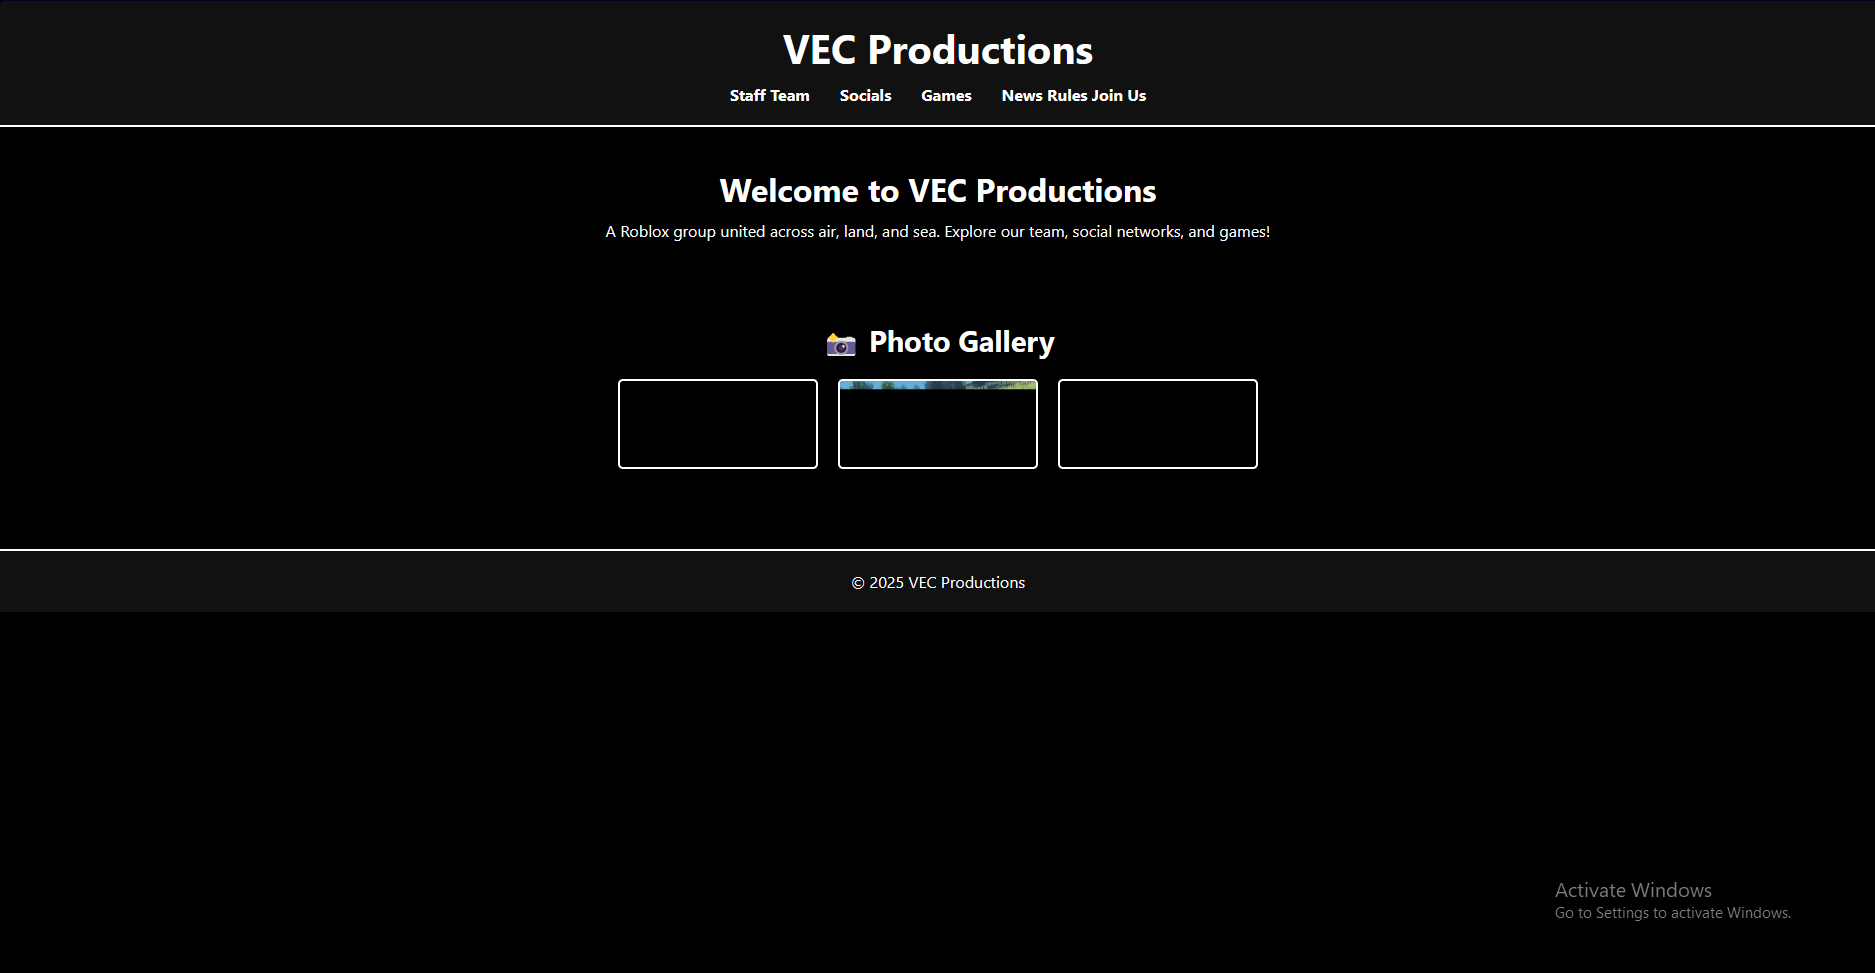 VEC Productions
Staff Team Socials Games News Rules Join Us
Welcome to VEC Productions
A Roblox group united across air, land, and sea. Explore our team, social networks, and games!
📸 Photo Gallery
© 2025 VEC Productions
Activate Windows
Go to Settings to activate Windows.